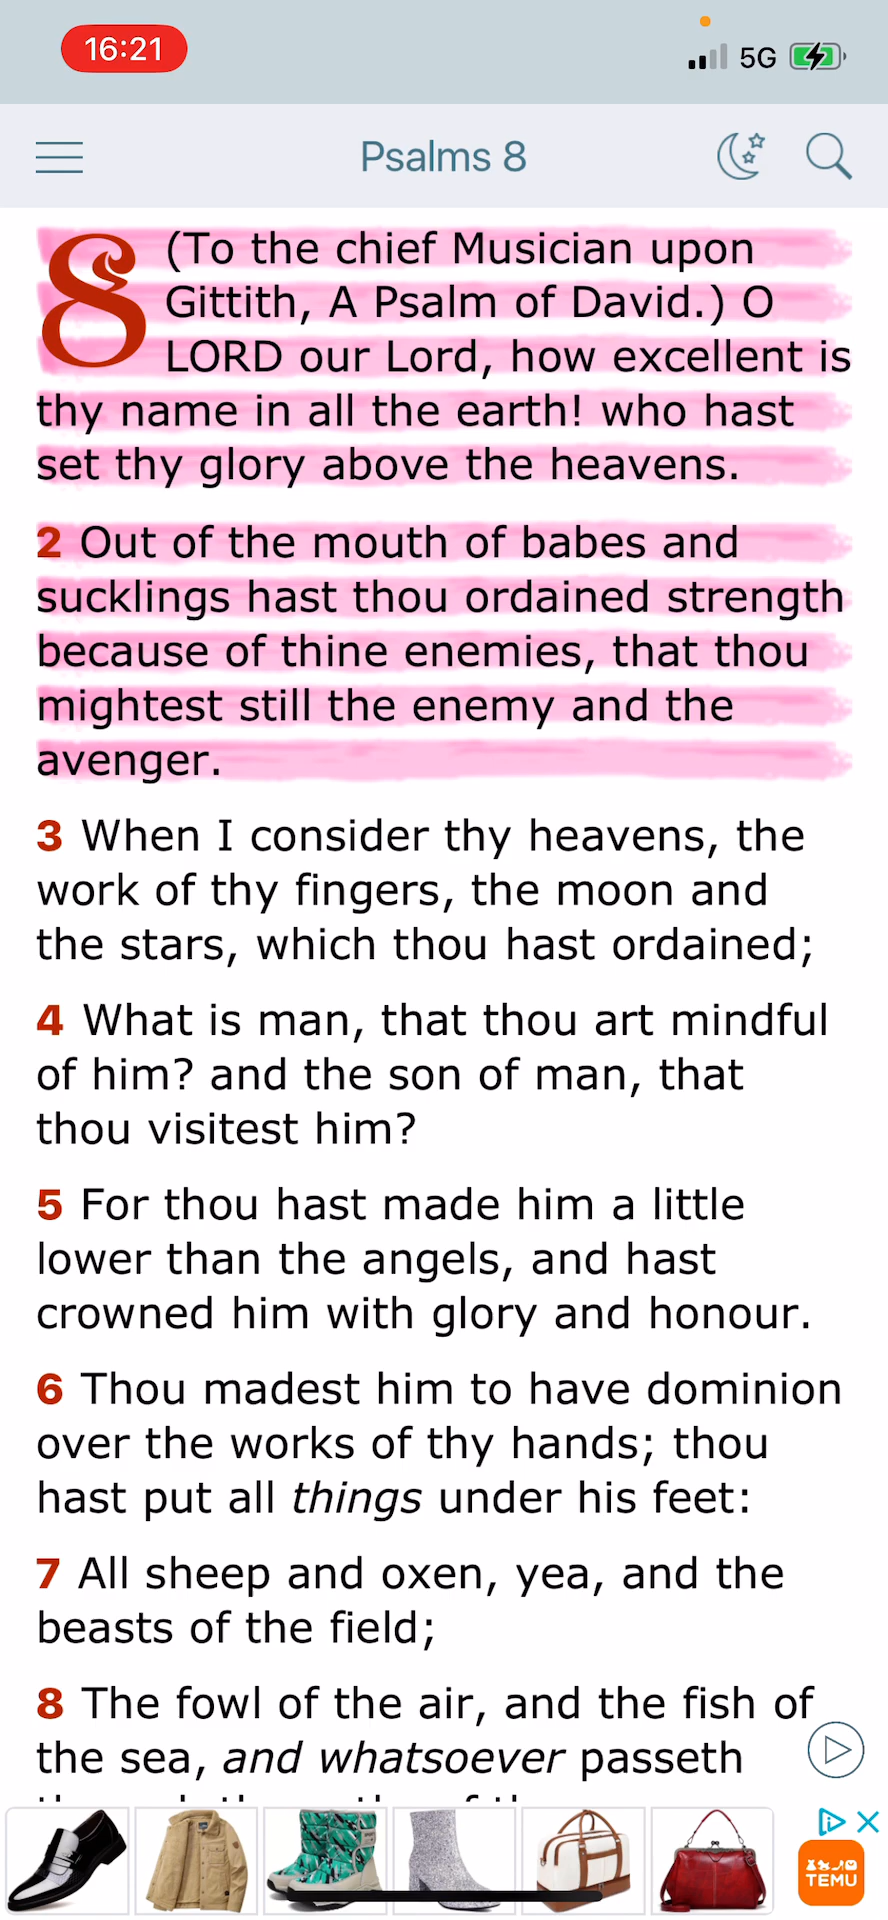 16:21
5G
Psalms 8
8 (To the chief Musician upon
Gittith, A Psalm of David.) O
LORD our Lord, how excellent is
thy name in all the earth! who hast
set thy glory above the heavens.
2 Out of the mouth of babes and
sucklings hast thou ordained strength
because of thine enemies, that thou
mightest still the enemy and the
avenger.
3 When I consider thy heavens, the
work of thy fingers, the moon and
the stars, which thou hast ordained;
4 What is man, that thou art mindful
of him? and the son of man, that
thou visitest him?
5 For thou hast made him a little
lower than the angels, and hast
crowned him with glory and honour.
6 Thou madest him to have dominion
over the works of thy hands; thou
hast put all things under his feet:
7 All sheep and oxen, yea, and the
beasts of the field;
8 The fowl of the air, and the fish of
the sea, and whatsoever passeth
TEMU